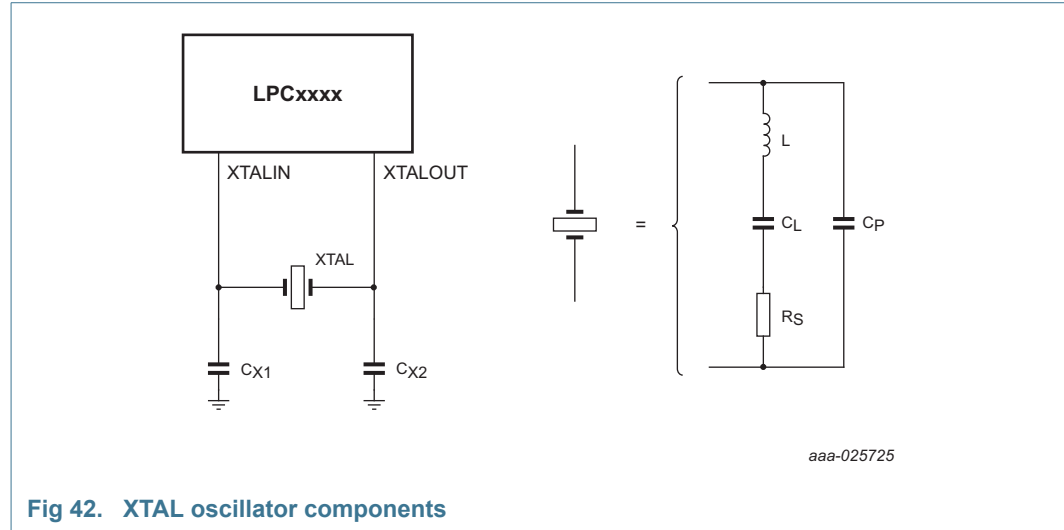 LPCxxxx
XTALIN
XTALOUT
XTAL
CX1
CX2
=
L
CL
CP
RS
aaa-025725
Fig 42. XTAL oscillator components